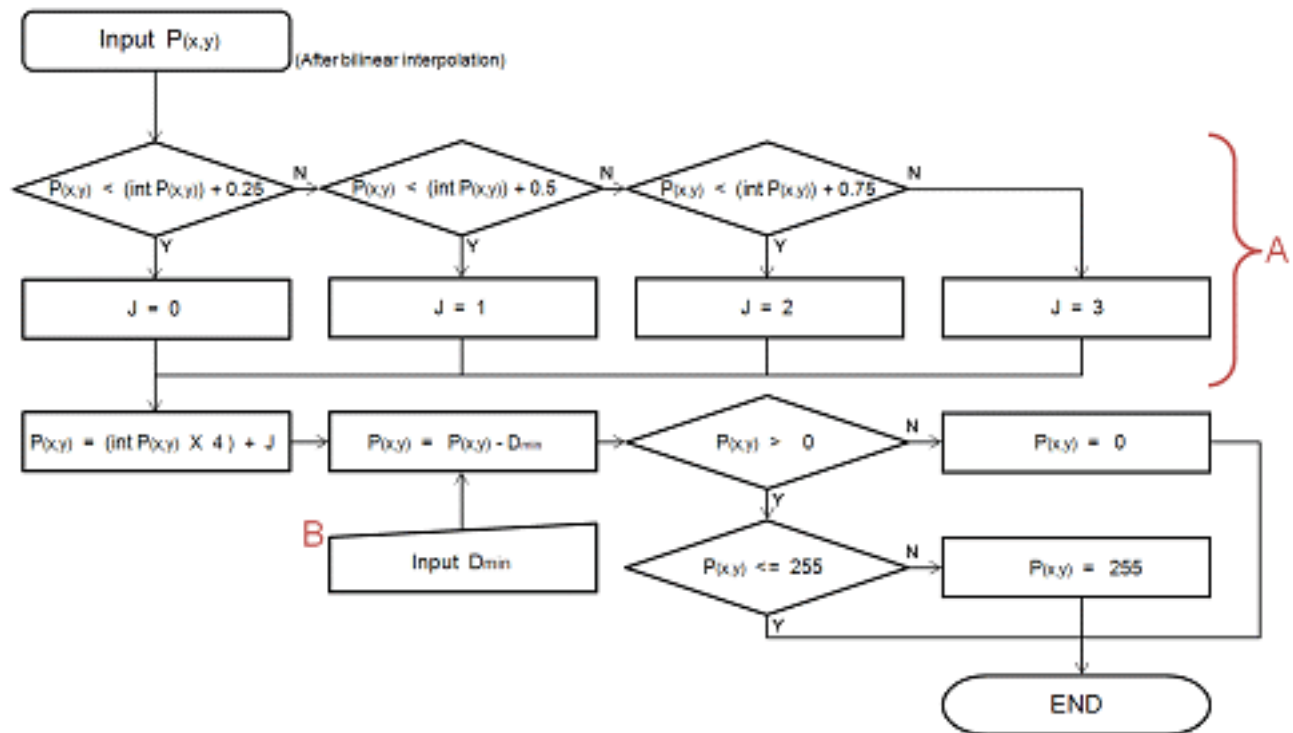 Input P(x,y)
(After bilinear interpolation)
P(x,y) < (int P(x,y)) + 0.25
N
P(x,y) < (int P(x,y)) + 0.5
N
P(x,y) < (int P(x,y)) + 0.75
N
Y
Y
Y
A
J = 0
J = 1
J = 2
J = 3
P(x,y) = (int P(x,y) X 4 ) + J
P(x,y) = P(x,y) - Dmin
P(x,y) > 0
N
P(x,y) = 0
Y
B
Input Dmin
P(x,y) <= 255
N
P(x,y) = 255
Y
END